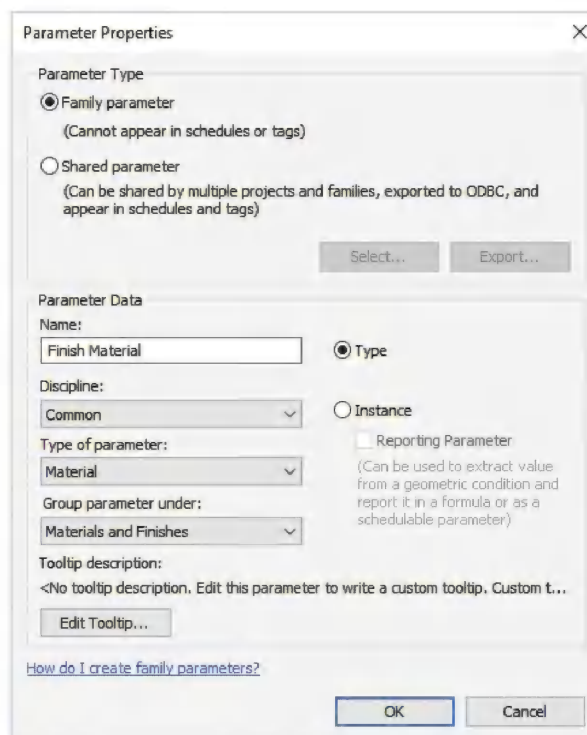 Parameter Properties
Parameter Type
Family parameter
(Cannot appear in schedules or tags)
Shared parameter
(Can be shared by multiple projects and families, exported to ODBC, and
appear in schedules and tags)
Select...
Export...
Parameter Data
Name:
Finish Material
Type
Discipline:
Common
Instance
Reporting Parameter
(Can be used to extract value
from a geometric condition and
report it in a formula or as a
schedulable parameter)
Type of parameter:
Material
Group parameter under:
Materials and Finishes
Tooltip description:
<No tooltip description. Edit this parameter to write a custom tooltip. Custom t...
Edit Tooltip...
How do I create family parameters?
OK
Cancel